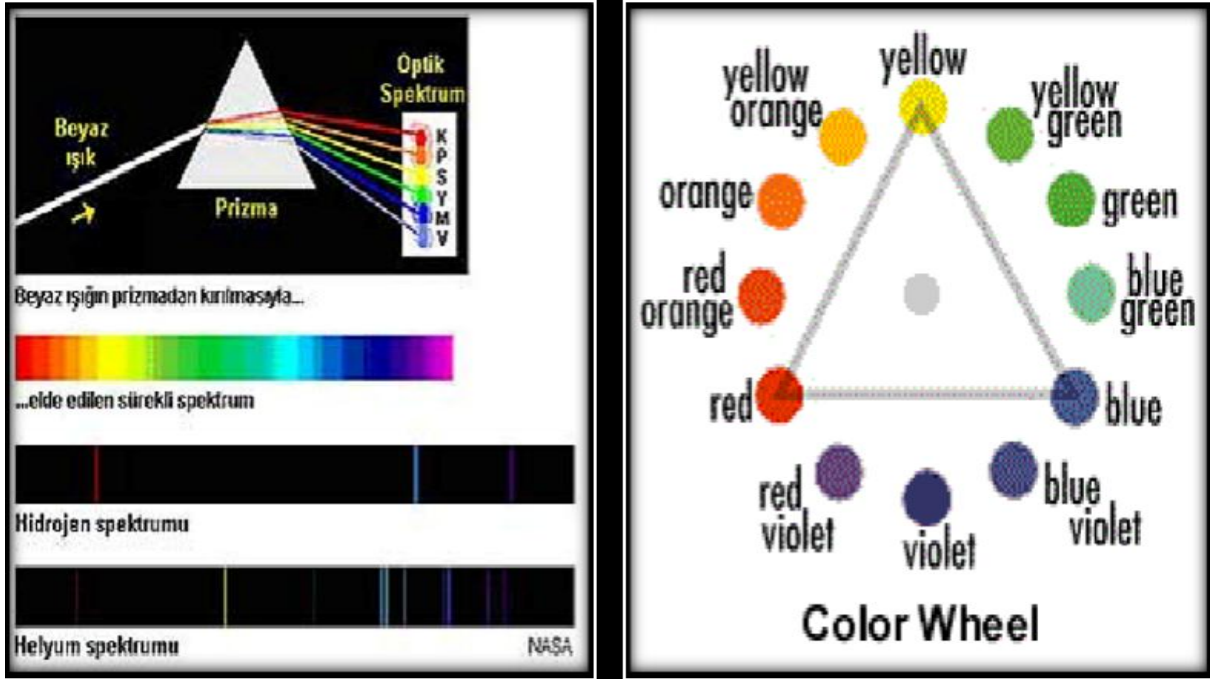 Optik
Spektrum
Beyaz
ışık
Prizma
K
P
S
Y
M
V
Beyaz ışığın prizmadan kırılmasıyla...
...elde edilen sürekli spektrum
Hidrojen spektrumu
Helyum spektrumu
NASA
yellow
yellow
orange
yellow
green
orange
green
red
orange
blue
green
red
blue
red
violet
violet
blue
violet
Color Wheel